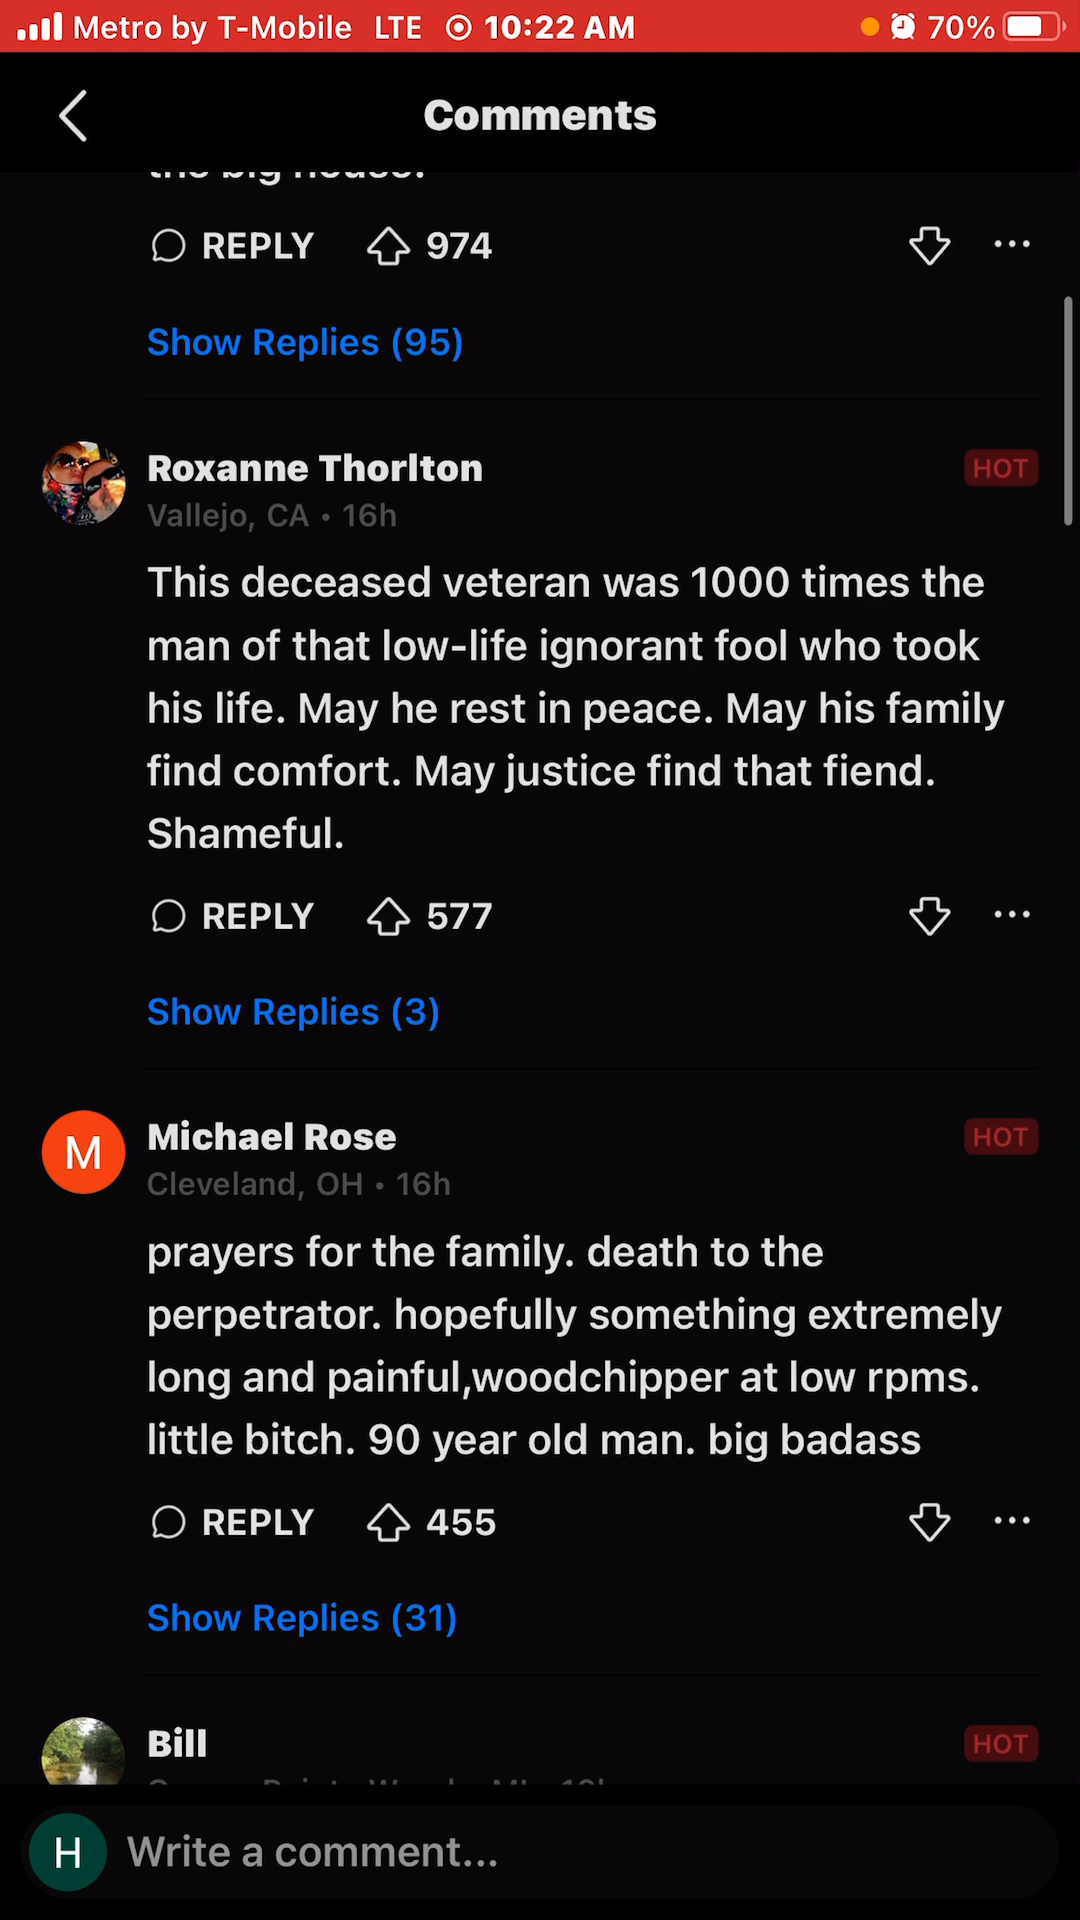 Metro by T-Mobile LTE 10:22 AM 70%
Comments
the big house.
REPLY 974
Show Replies (95)
Roxanne Thorlton HOT
Vallejo, CA • 16h
This deceased veteran was 1000 times the
man of that low-life ignorant fool who took
his life. May he rest in peace. May his family
find comfort. May justice find that fiend.
Shameful.
REPLY 577
Show Replies (3)
M
Michael Rose HOT
Cleveland, OH • 16h
prayers for the family. death to the
perpetrator. hopefully something extremely
long and painful,woodchipper at low rpms.
little bitch. 90 year old man. big badass
REPLY 455
Show Replies (31)
Bill HOT
H Write a comment...